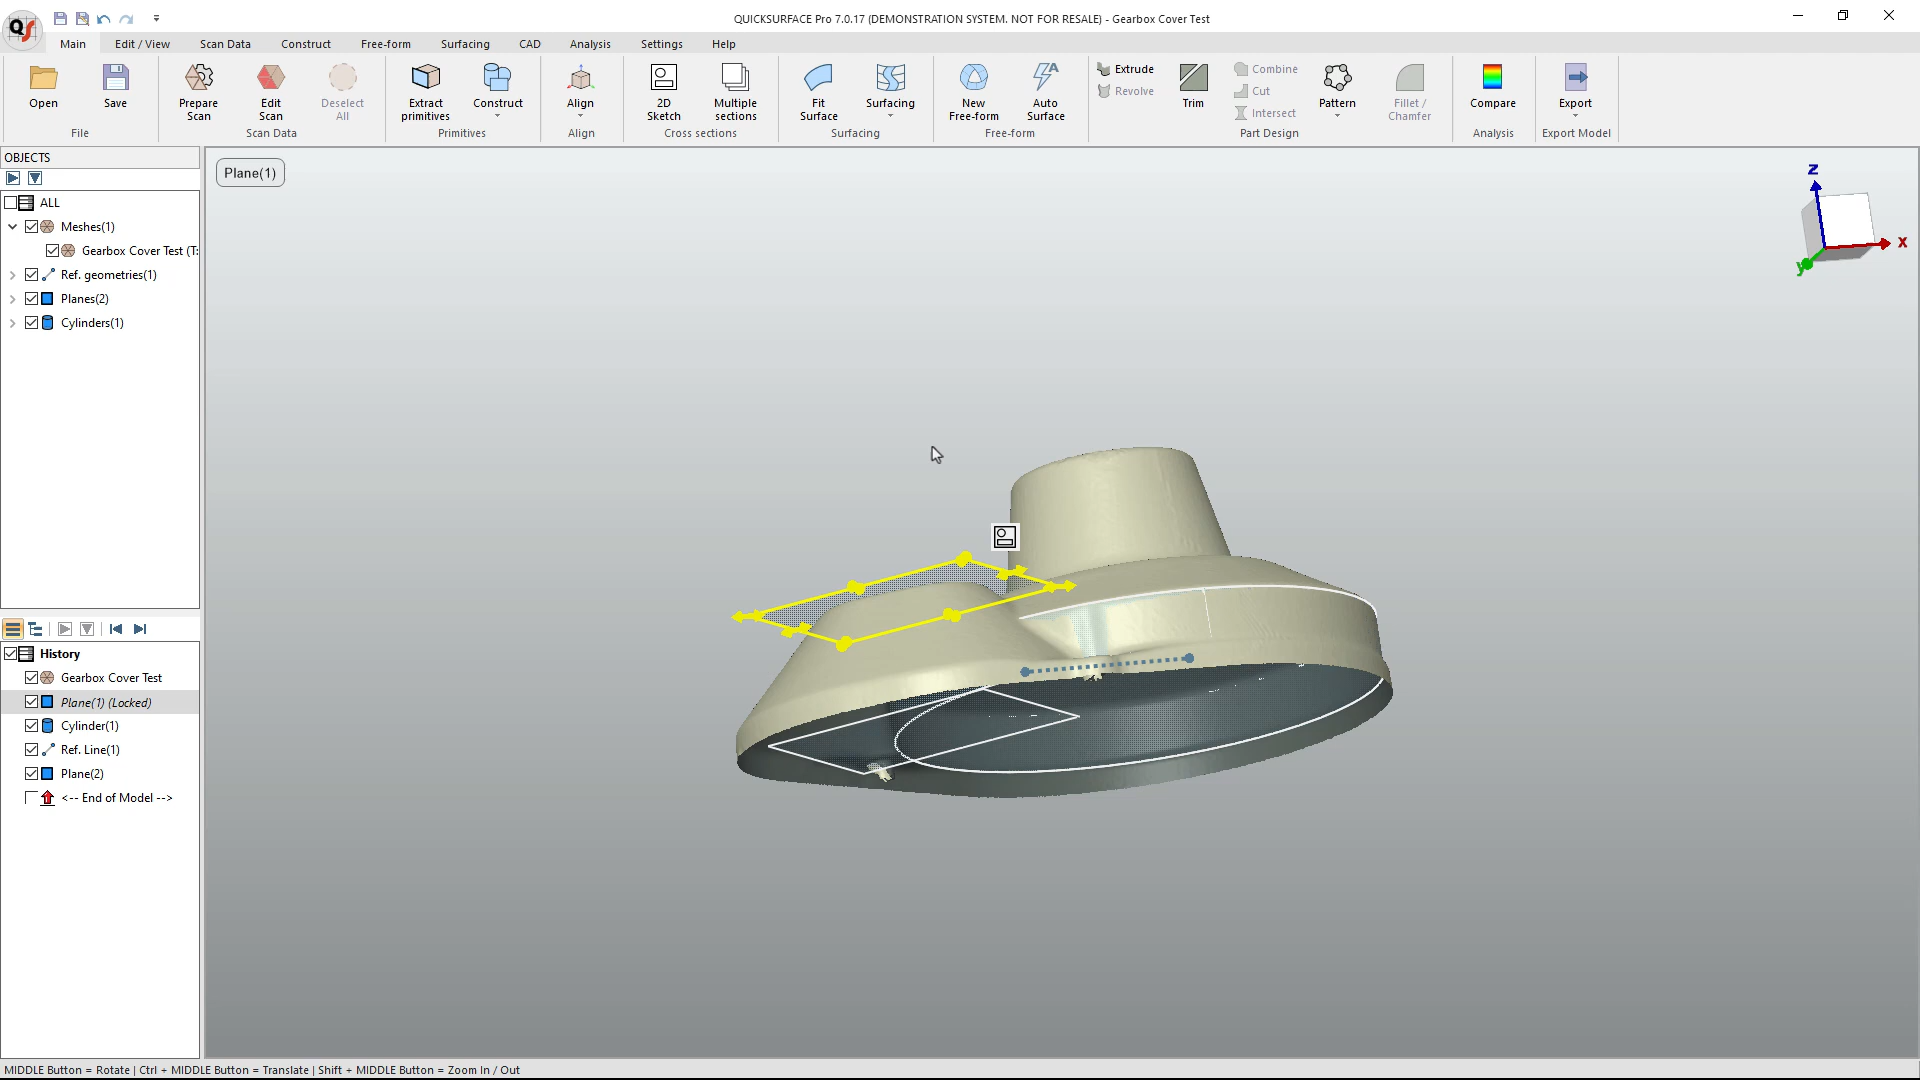 QS
QUICKSURFACE Pro 7.0.17 (DEMONSTRATION SYSTEM. NOT FOR RESALE) - Gearbox Cover Test
Main Edit / View Scan Data Construct Free-form Surfacing CAD Analysis Settings Help
Open
Save
File
Prepare
Scan
Edit
Scan
Deselect
All
Scan Data
Extract
primitives
Construct
Primitives
Align
Align
2D
Sketch
Multiple
sections
Cross sections
Fit
Surface
Surfacing
Surfacing
New
Free-form
Auto
Surface
Free-form
Extrude
Revolve
Trim
Combine
Cut
Intersect
Pattern
Fillet /
Chamfer
Part Design
Compare
Analysis
Export
Export Model
OBJECTS
ALL
Meshes(1)
Gearbox Cover Test (T:
Ref. geometries(1)
Planes(2)
Cylinders(1)
History
Gearbox Cover Test
Plane(1) (Locked)
Cylinder(1)
Ref. Line(1)
Plane(2)
<-- End of Model -->
Plane(1)
z
x
y
MIDDLE Button = Rotate | Ctrl + MIDDLE Button = Translate | Shift + MIDDLE Button = Zoom In / Out